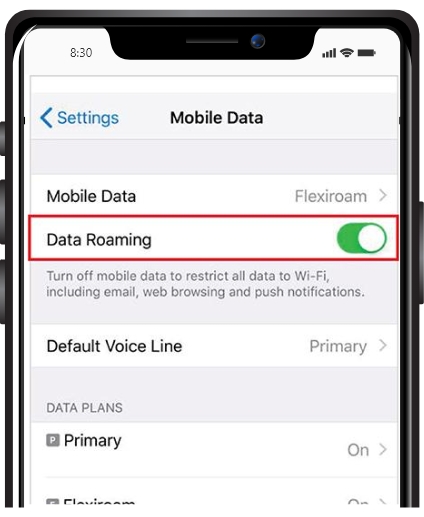 8:30
Settings
Mobile Data
Mobile Data
Flexiroam
Data Roaming
Turn off mobile data to restrict all data to Wi-Fi,
including email, web browsing and push notifications.
Default Voice Line
Primary
DATA PLANS
P Primary
On
Flexiroam
On